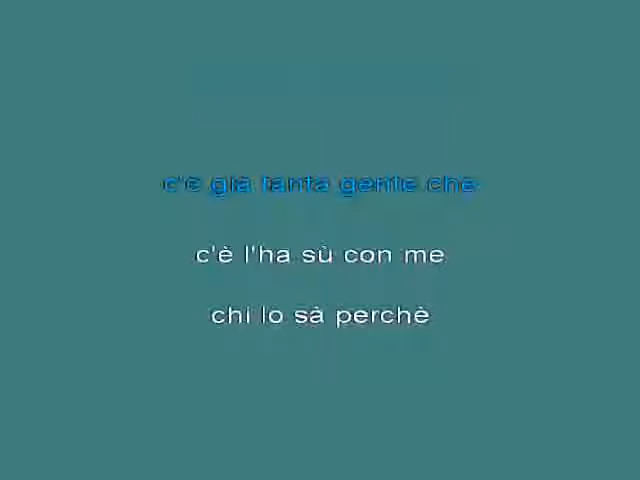 c'è già tanta gente che
c'è l'ha sù con me
chi lo sà perchè